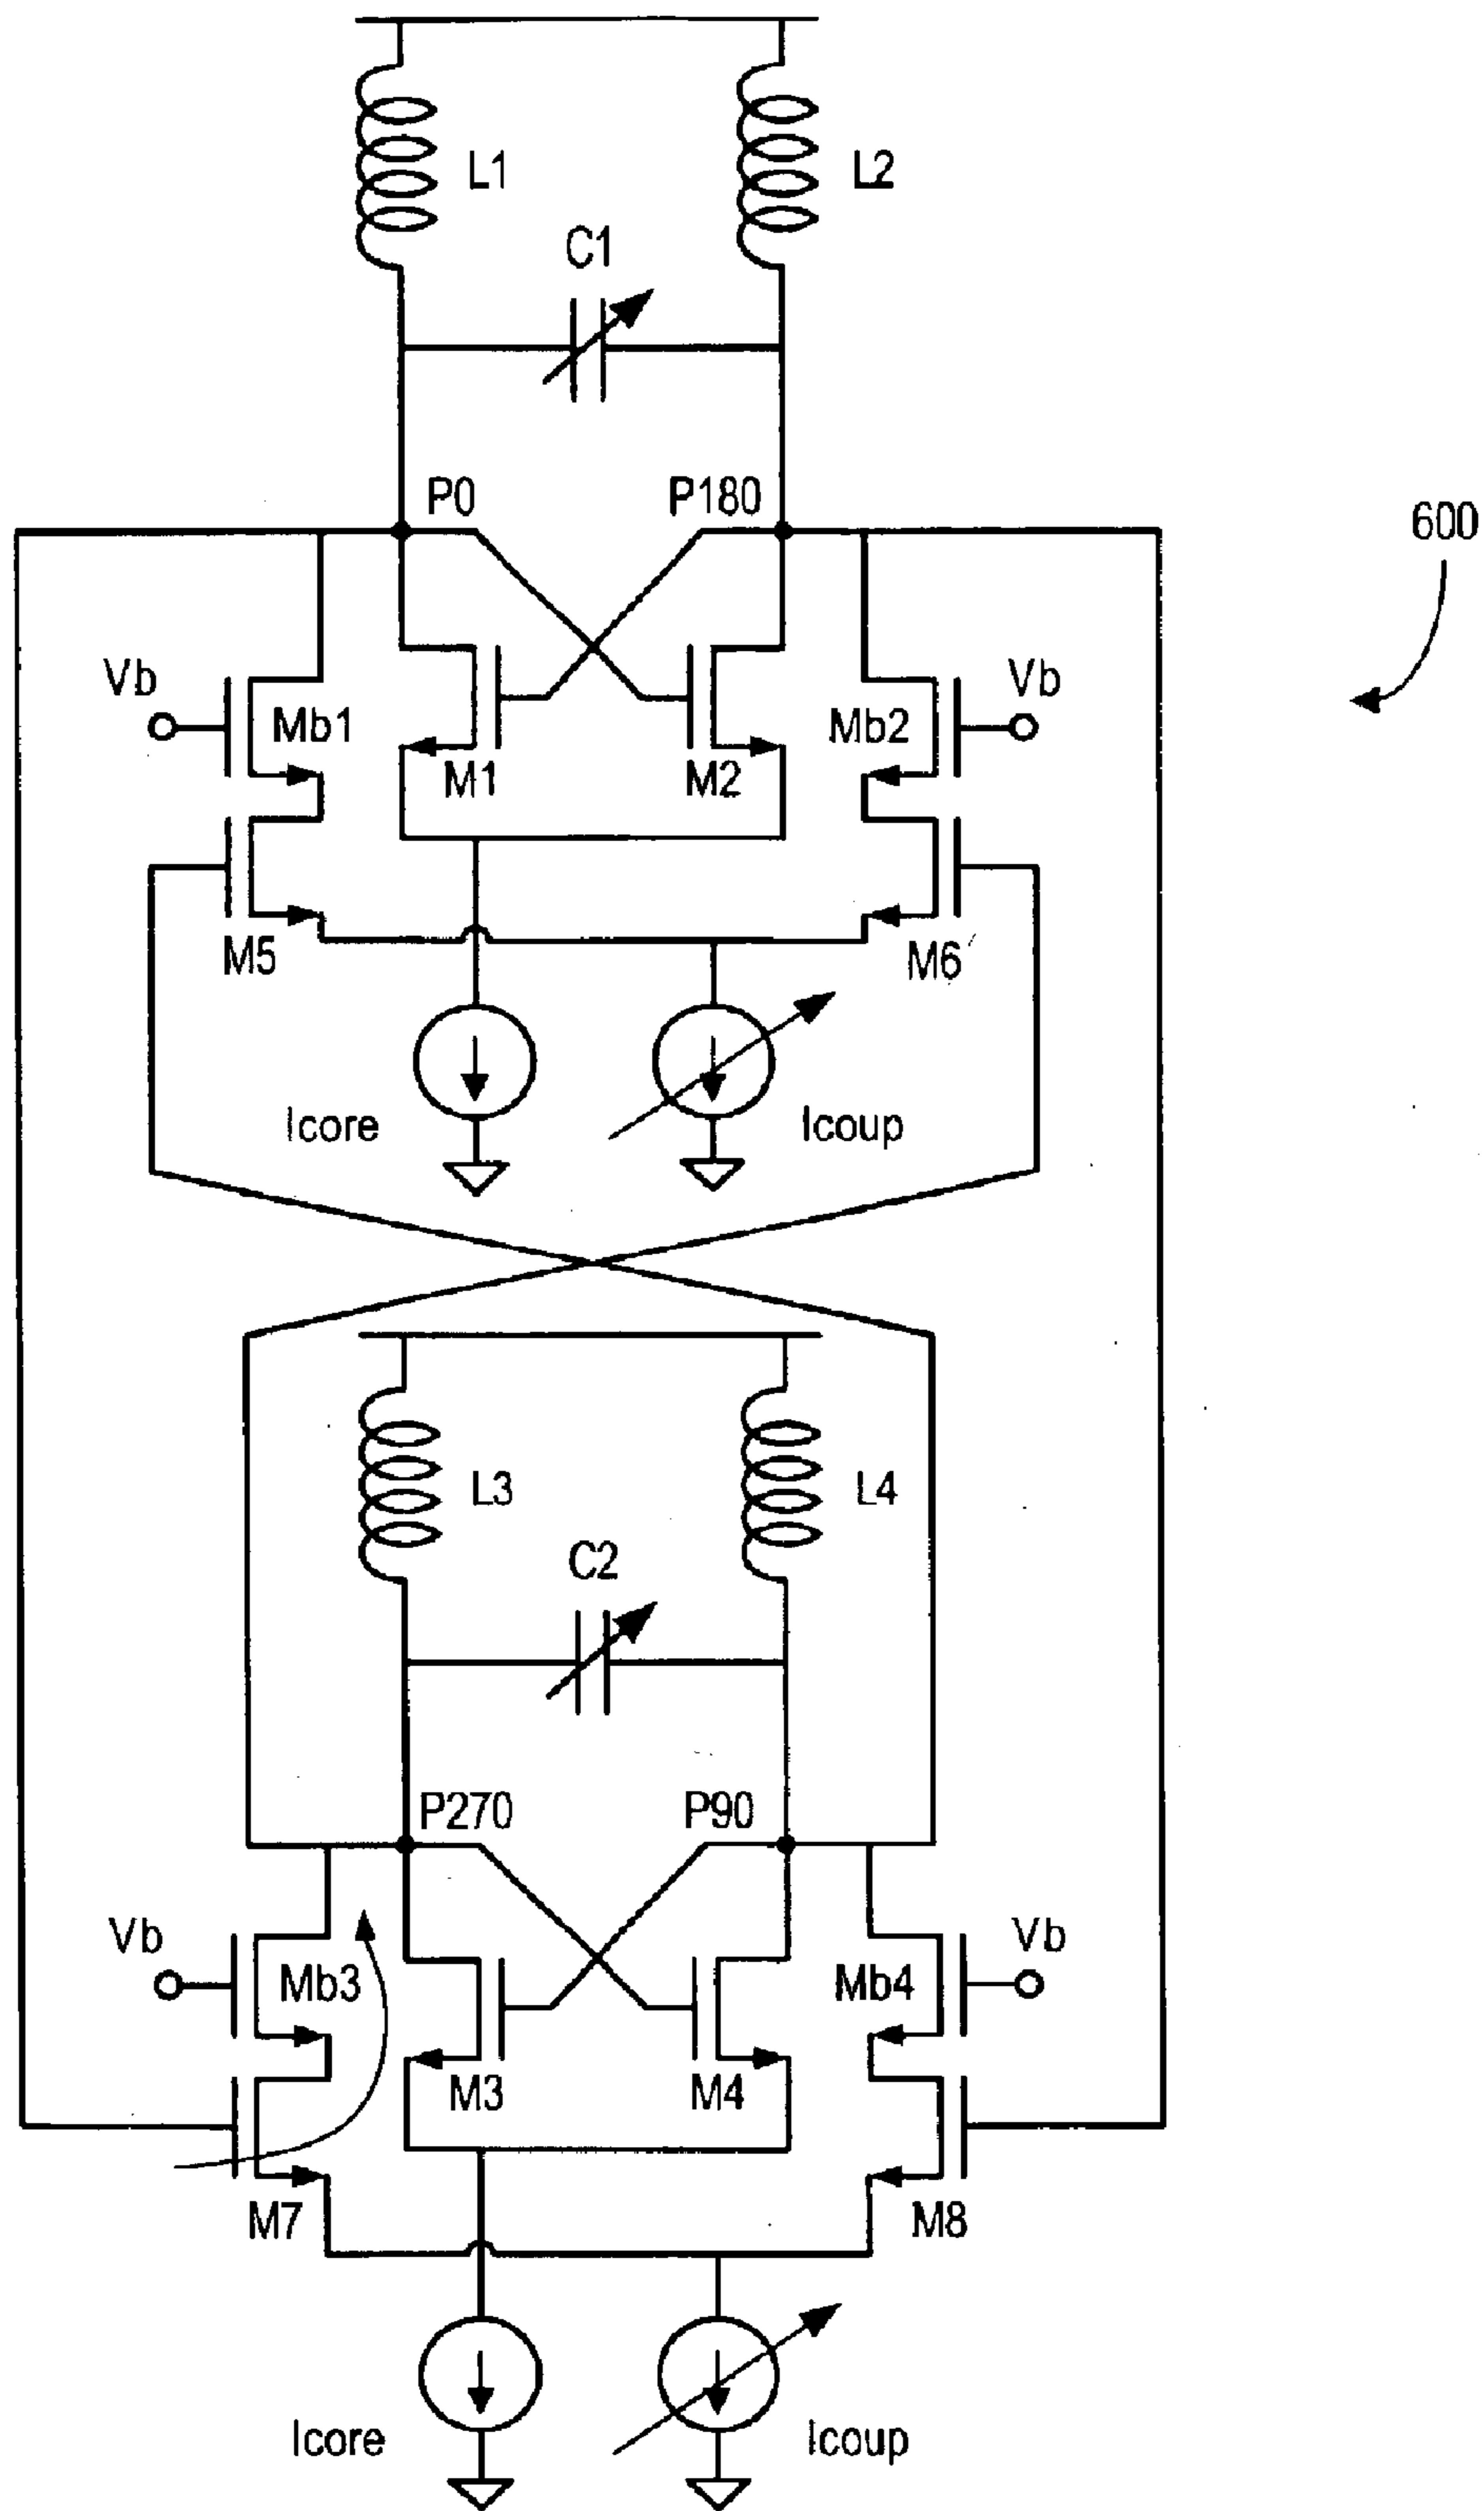 L1
L2
C1
P0
P180
600
Vb
Mb1
Mb2
Vb
M1
M2
M5
M6
Icore
Icoup
L3
L4
C2
P270
P90
Vb
Mb3
Mb4
Vb
M3
M4
M7
M8
Icore
Icoup